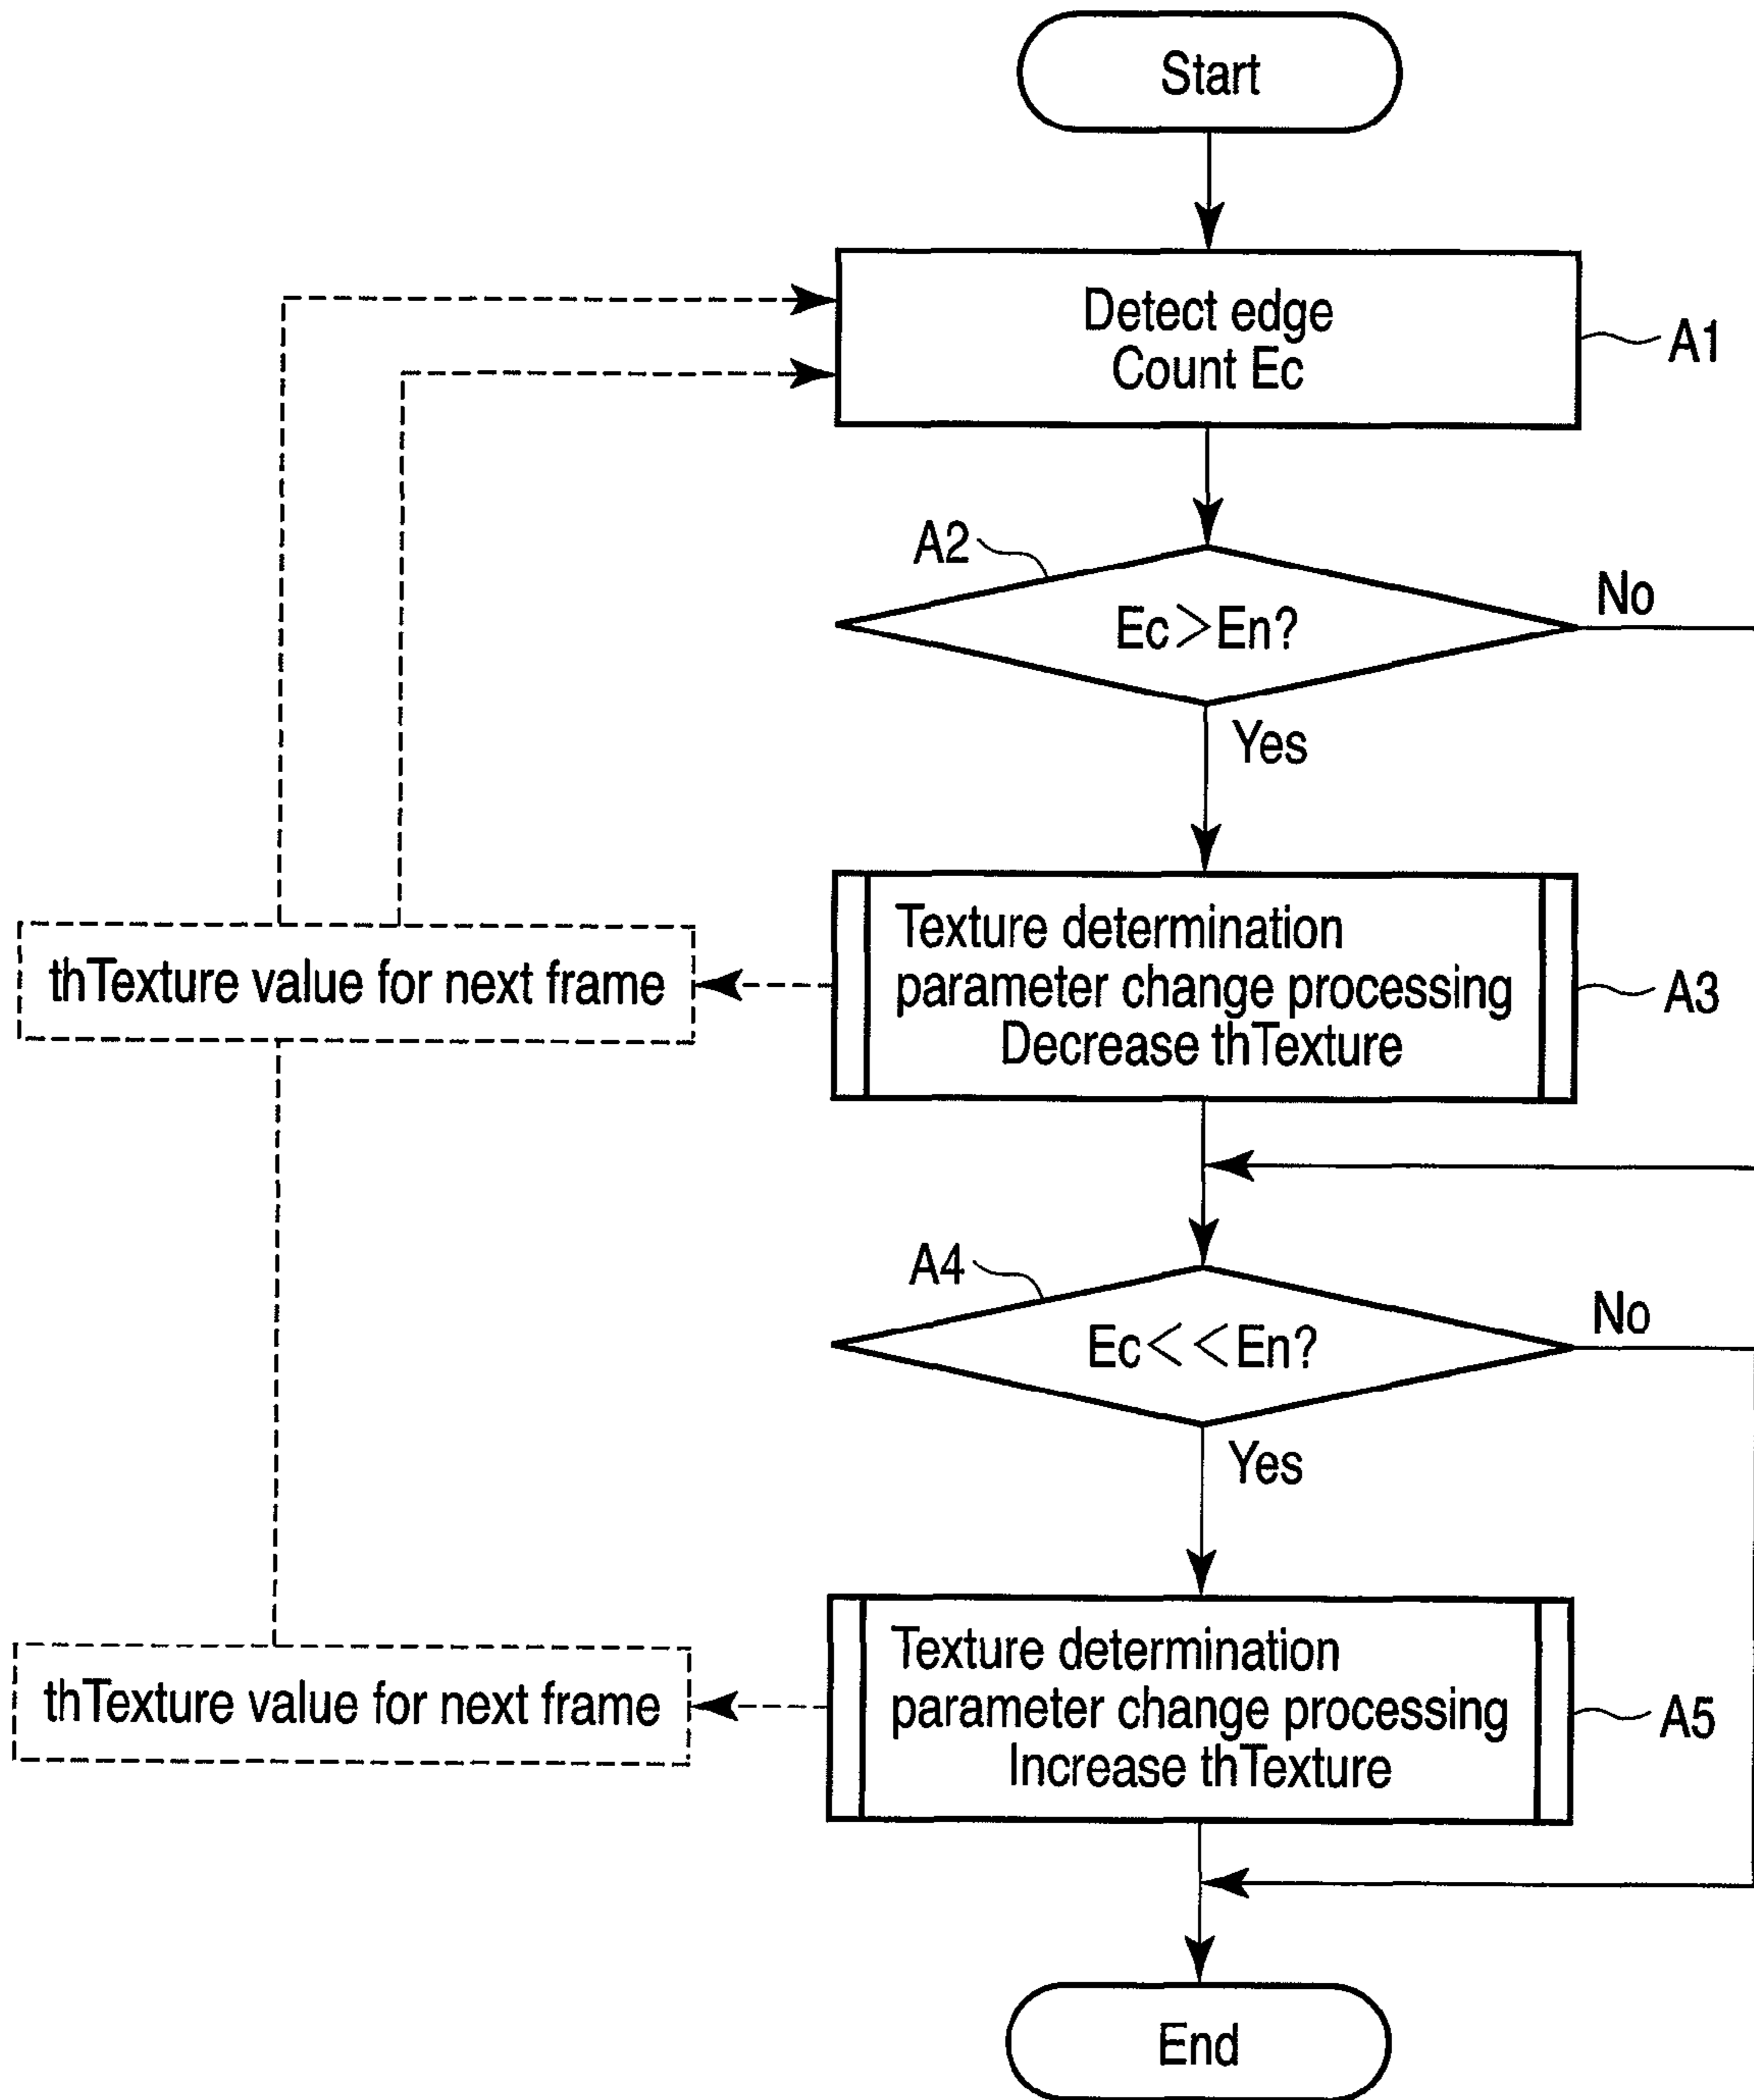 Start
Detect edge
Count Ec
A1
A2
Ec>En?
No
Yes
Texture determination
parameter change processing
Decrease thTexture
A3
thTexture value for next frame
A4
Ec<<En?
No
Yes
Texture determination
parameter change processing
Increase thTexture
A5
thTexture value for next frame
End